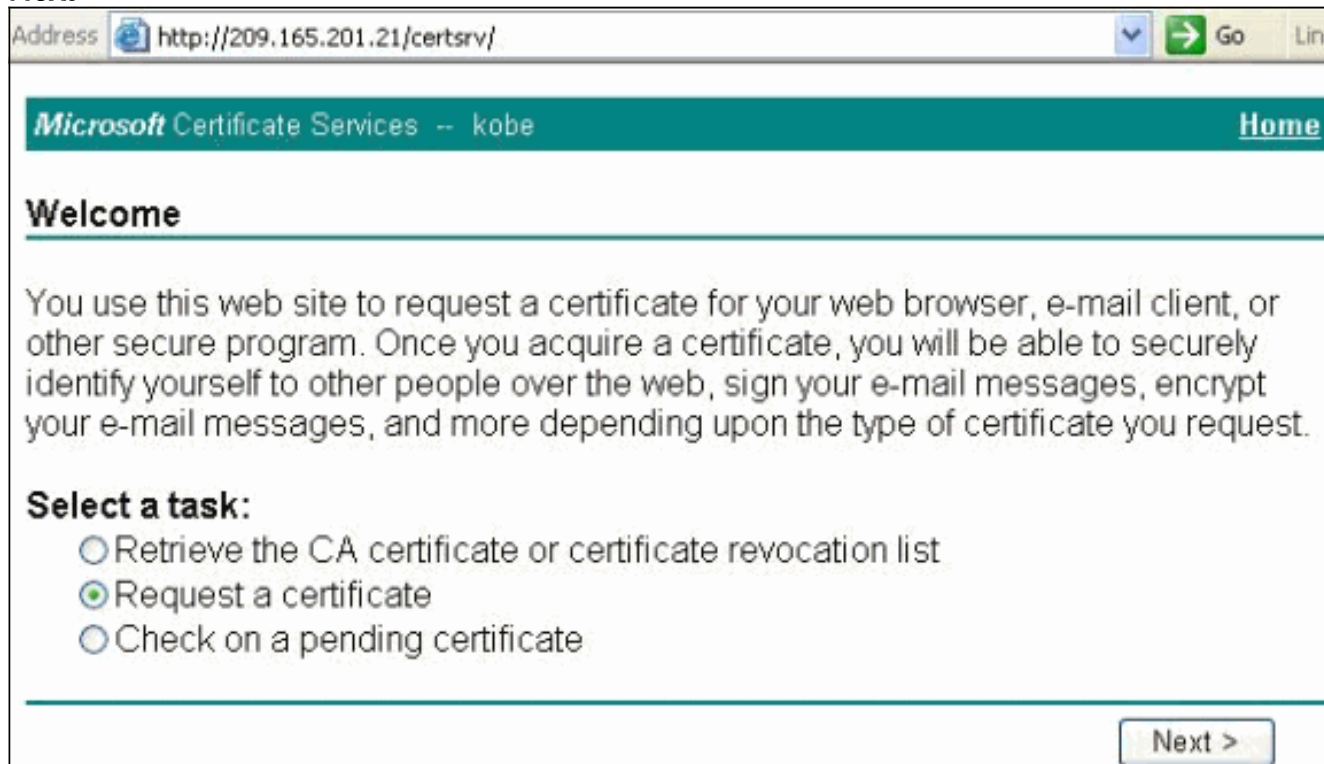 Address http://209.165.201.21/certsrv/ Go
Microsoft Certificate Services -- kobe Home
Welcome
You use this web site to request a certificate for your web browser, e-mail client, or
other secure program. Once you acquire a certificate, you will be able to securely
identify yourself to other people over the web, sign your e-mail messages, encrypt
your e-mail messages, and more depending upon the type of certificate you request.
Select a task:
Retrieve the CA certificate or certificate revocation list
Request a certificate
Check on a pending certificate
Next >